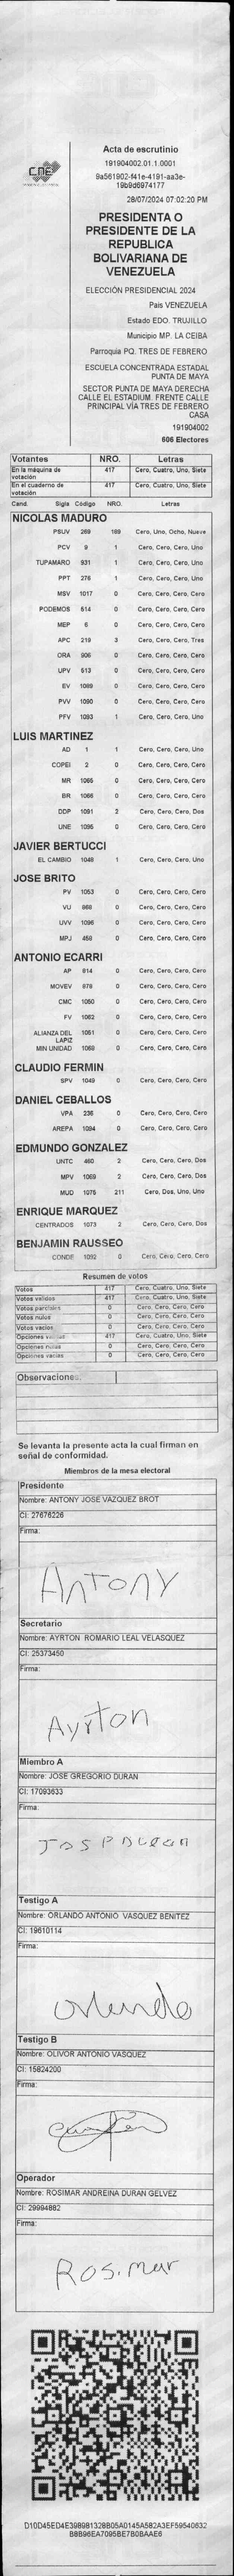 CNE
Acta de escrutinio
191904002.01.1.0001
9a561902-f41e-4191-aa3e-
19b9d6974177
28/07/2024 07:02:20 PM
PRESIDENTA O
PRESIDENTE DE LA
REPUBLICA
BOLIVARIANA DE
VENEZUELA
ELECCIÓN PRESIDENCIAL 2024
País VENEZUELA
Estado EDO. TRUJILLO
Municipio MP. LA CEIBA
Parroquia PQ. TRES DE FEBRERO
ESCUELA CONCENTRADA ESTADAL
PUNTA DE MAYA
SECTOR PUNTA DE MAYA DERECHA
CALLE EL ESTADIUM. FRENTE CALLE
PRINCIPAL VÍA TRES DE FEBRERO
CASA
191904002
606 Electores
Votantes NRO. Letras
En la máquina de votación 417 Cero, Cuatro, Uno, Siete
En el cuaderno de votación 417 Cero, Cuatro, Uno, Siete
Cand. Sigla Código NRO. Letras
NICOLAS MADURO
PSUV 269 189 Cero, Uno, Ocho, Nueve
PCV 9 1 Cero, Cero, Cero, Uno
TUPAMARO 931 1 Cero, Cero, Cero, Uno
PPT 276 1 Cero, Cero, Cero, Uno
MSV 1017 0 Cero, Cero, Cero, Cero
PODEMOS 514 0 Cero, Cero, Cero, Cero
MEP 6 0 Cero, Cero, Cero, Cero
APC 219 3 Cero, Cero, Cero, Tres
ORA 906 0 Cero, Cero, Cero, Cero
UPV 513 0 Cero, Cero, Cero, Cero
EV 1089 0 Cero, Cero, Cero, Cero
PVV 1090 0 Cero, Cero, Cero, Cero
PFV 1093 1 Cero, Cero, Cero, Uno
LUIS MARTINEZ
AD 1 1 Cero, Cero, Cero, Uno
COPEI 2 0 Cero, Cero, Cero, Cero
MR 1065 0 Cero, Cero, Cero, Cero
BR 1066 0 Cero, Cero, Cero, Cero
DDP 1091 2 Cero, Cero, Cero, Dos
UNE 1095 0 Cero, Cero, Cero, Cero
JAVIER BERTUCCI
EL CAMBIO 1048 1 Cero, Cero, Cero, Uno
JOSE BRITO
PV 1053 0 Cero, Cero, Cero, Cero
VU 868 0 Cero, Cero, Cero, Cero
UVV 1096 0 Cero, Cero, Cero, Cero
MPJ 458 0 Cero, Cero, Cero, Cero
ANTONIO ECARRI
AP 614 0 Cero, Cero, Cero, Cero
MOVEV 879 0 Cero, Cero, Cero, Cero
CMC 1050 0 Cero, Cero, Cero, Cero
FV 1062 0 Cero, Cero, Cero, Cero
ALIANZA DEL LAPIZ 1051 0 Cero, Cero, Cero, Cero
MIN UNIDAD 1068 0 Cero, Cero, Cero, Cero
CLAUDIO FERMIN
SPV 1049 0 Cero, Cero, Cero, Cero
DANIEL CEBALLOS
VPA 236 0 Cero, Cero, Cero, Cero
AREPA 1094 0 Cero, Cero, Cero, Cero
EDMUNDO GONZALEZ
UNTC 460 2 Cero, Cero, Cero, Dos
MPV 1069 2 Cero, Cero, Cero, Dos
MUD 1075 211 Cero, Dos, Uno, Uno
ENRIQUE MARQUEZ
CENTRADOS 1073 2 Cero, Cero, Cero, Dos
BENJAMIN RAUSSEO
CONDE 1092 0 Cero, Cero, Cero, Cero
Resumen de votos
Votos 417 Cero, Cuatro, Uno, Siete
Votos válidos 417 Cero, Cuatro, Uno, Siete
Votos parciales 0 Cero, Cero, Cero, Cero
Votos nulos 0 Cero, Cero, Cero, Cero
Votos vacíos 0 Cero, Cero, Cero, Cero
Opciones válidas 417 Cero, Cuatro, Uno, Siete
Opciones nulas 0 Cero, Cero, Cero, Cero
Opciones vacías 0 Cero, Cero, Cero, Cero
Observaciones:
Se levanta la presente acta la cual firman en
señal de conformidad.
Miembros de la mesa electoral
Presidente
Nombre: ANTONY JOSE VAZQUEZ BROT
CI: 27676226
Firma:
Antony
Secretario
Nombre: AYRTON ROMARIO LEAL VELASQUEZ
CI: 25373450
Firma:
Ayrton
Miembro A
Nombre: JOSE GREGORIO DURAN
CI: 17093633
Firma:
Testigo A
Nombre: ORLANDO ANTONIO VASQUEZ BENITEZ
CI: 19610114
Firma:
Orlando
Testigo B
Nombre: OLIVOR ANTONIO VASQUEZ
CI: 15824200
Firma:
Operador
Nombre: ROSIMAR ANDREINA DURAN GELVEZ
CI: 29994882
Firma:
Rosimar
D10D45ED4E398981328B05A0145A582A3EF59540632
B8B96EA7095BE7B0BAAE6